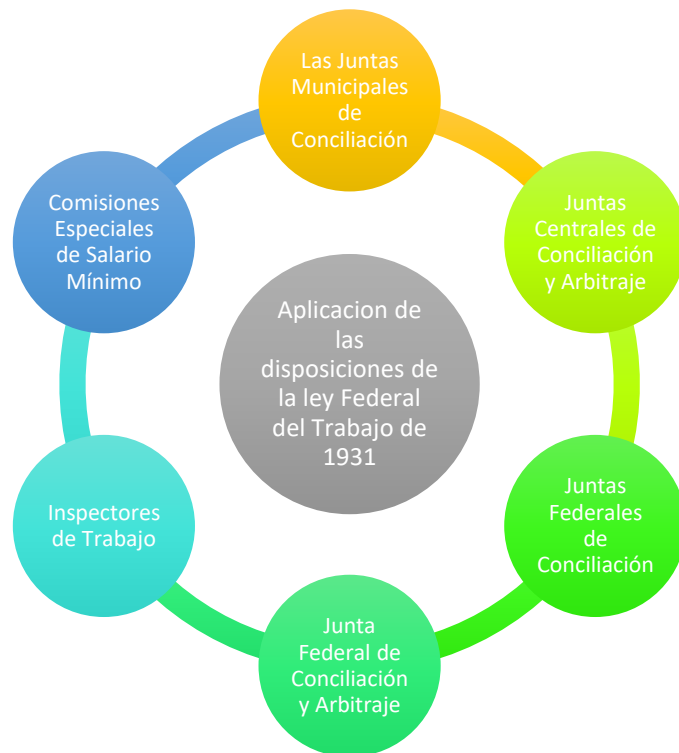 Las Juntas
Municipales
de
Conciliación
Juntas
Centrales de
Conciliación
y Arbitraje
Juntas
Federales
de
Conciliación
Junta
Federal de
Conciliación
y Arbitraje
Inspectores
de Trabajo
Comisiones
Especiales
de Salario
Mínimo
Aplicacion de
las
disposiciones de
la ley Federal
del Trabajo de
1931